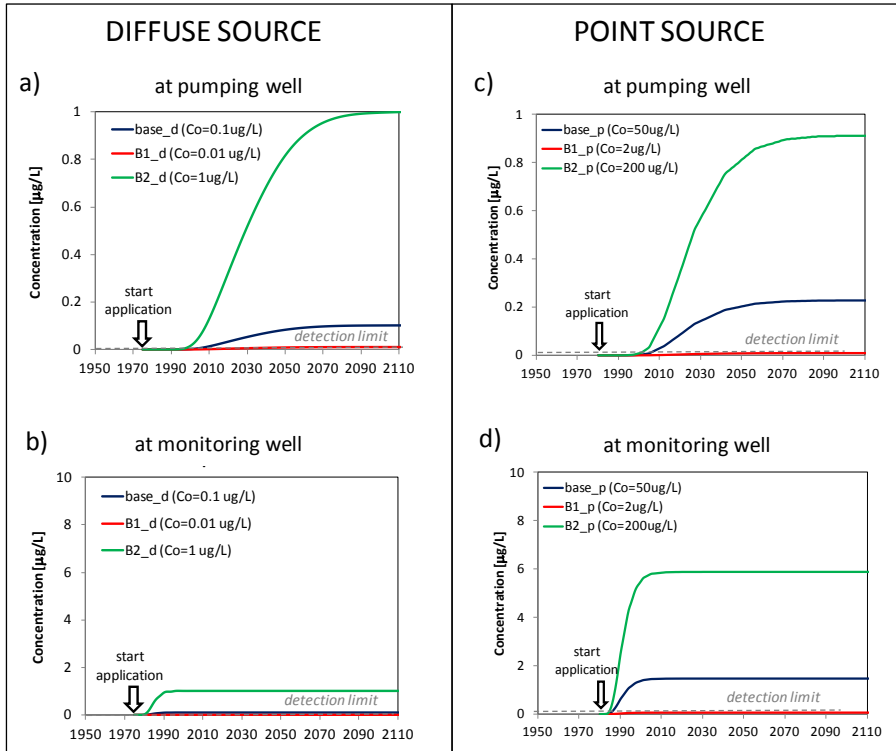 DIFFUSE SOURCE
a)
at pumping well
base_d (Co=0.1ug/L)
B1_d (Co=0.01 ug/L)
B2_d (Co=1ug/L)
Concentration [µg/L]
1
0.8
0.6
0.4
0.2
0
start
application
detection limit
1950 1970 1990 2010 2030 2050 2070 2090 2110
b)
at monitoring well
base_d (Co=0.1 ug/L)
B1_d (Co=0.01 ug/L)
B2_d (Co=1 ug/L)
Concentration [µg/L]
10
8
6
4
2
0
start
application
detection limit
1950 1970 1990 2010 2030 2050 2070 2090 2110
POINT SOURCE
c)
at pumping well
base_p (Co=50ug/L)
B1_p (Co=2ug/L)
B2_p (Co=200 ug/L)
Concentration [µg/L]
1
0.8
0.6
0.4
0.2
0
start
application
detection limit
1950 1970 1990 2010 2030 2050 2070 2090 2110
d)
at monitoring well
base_p (Co=50ug/L)
B1_p (Co=2ug/L)
B2_p (Co=200ug/L)
Concentration [µg/L]
10
8
6
4
2
0
start
application
detection limit
1950 1970 1990 2010 2030 2050 2070 2090 2110